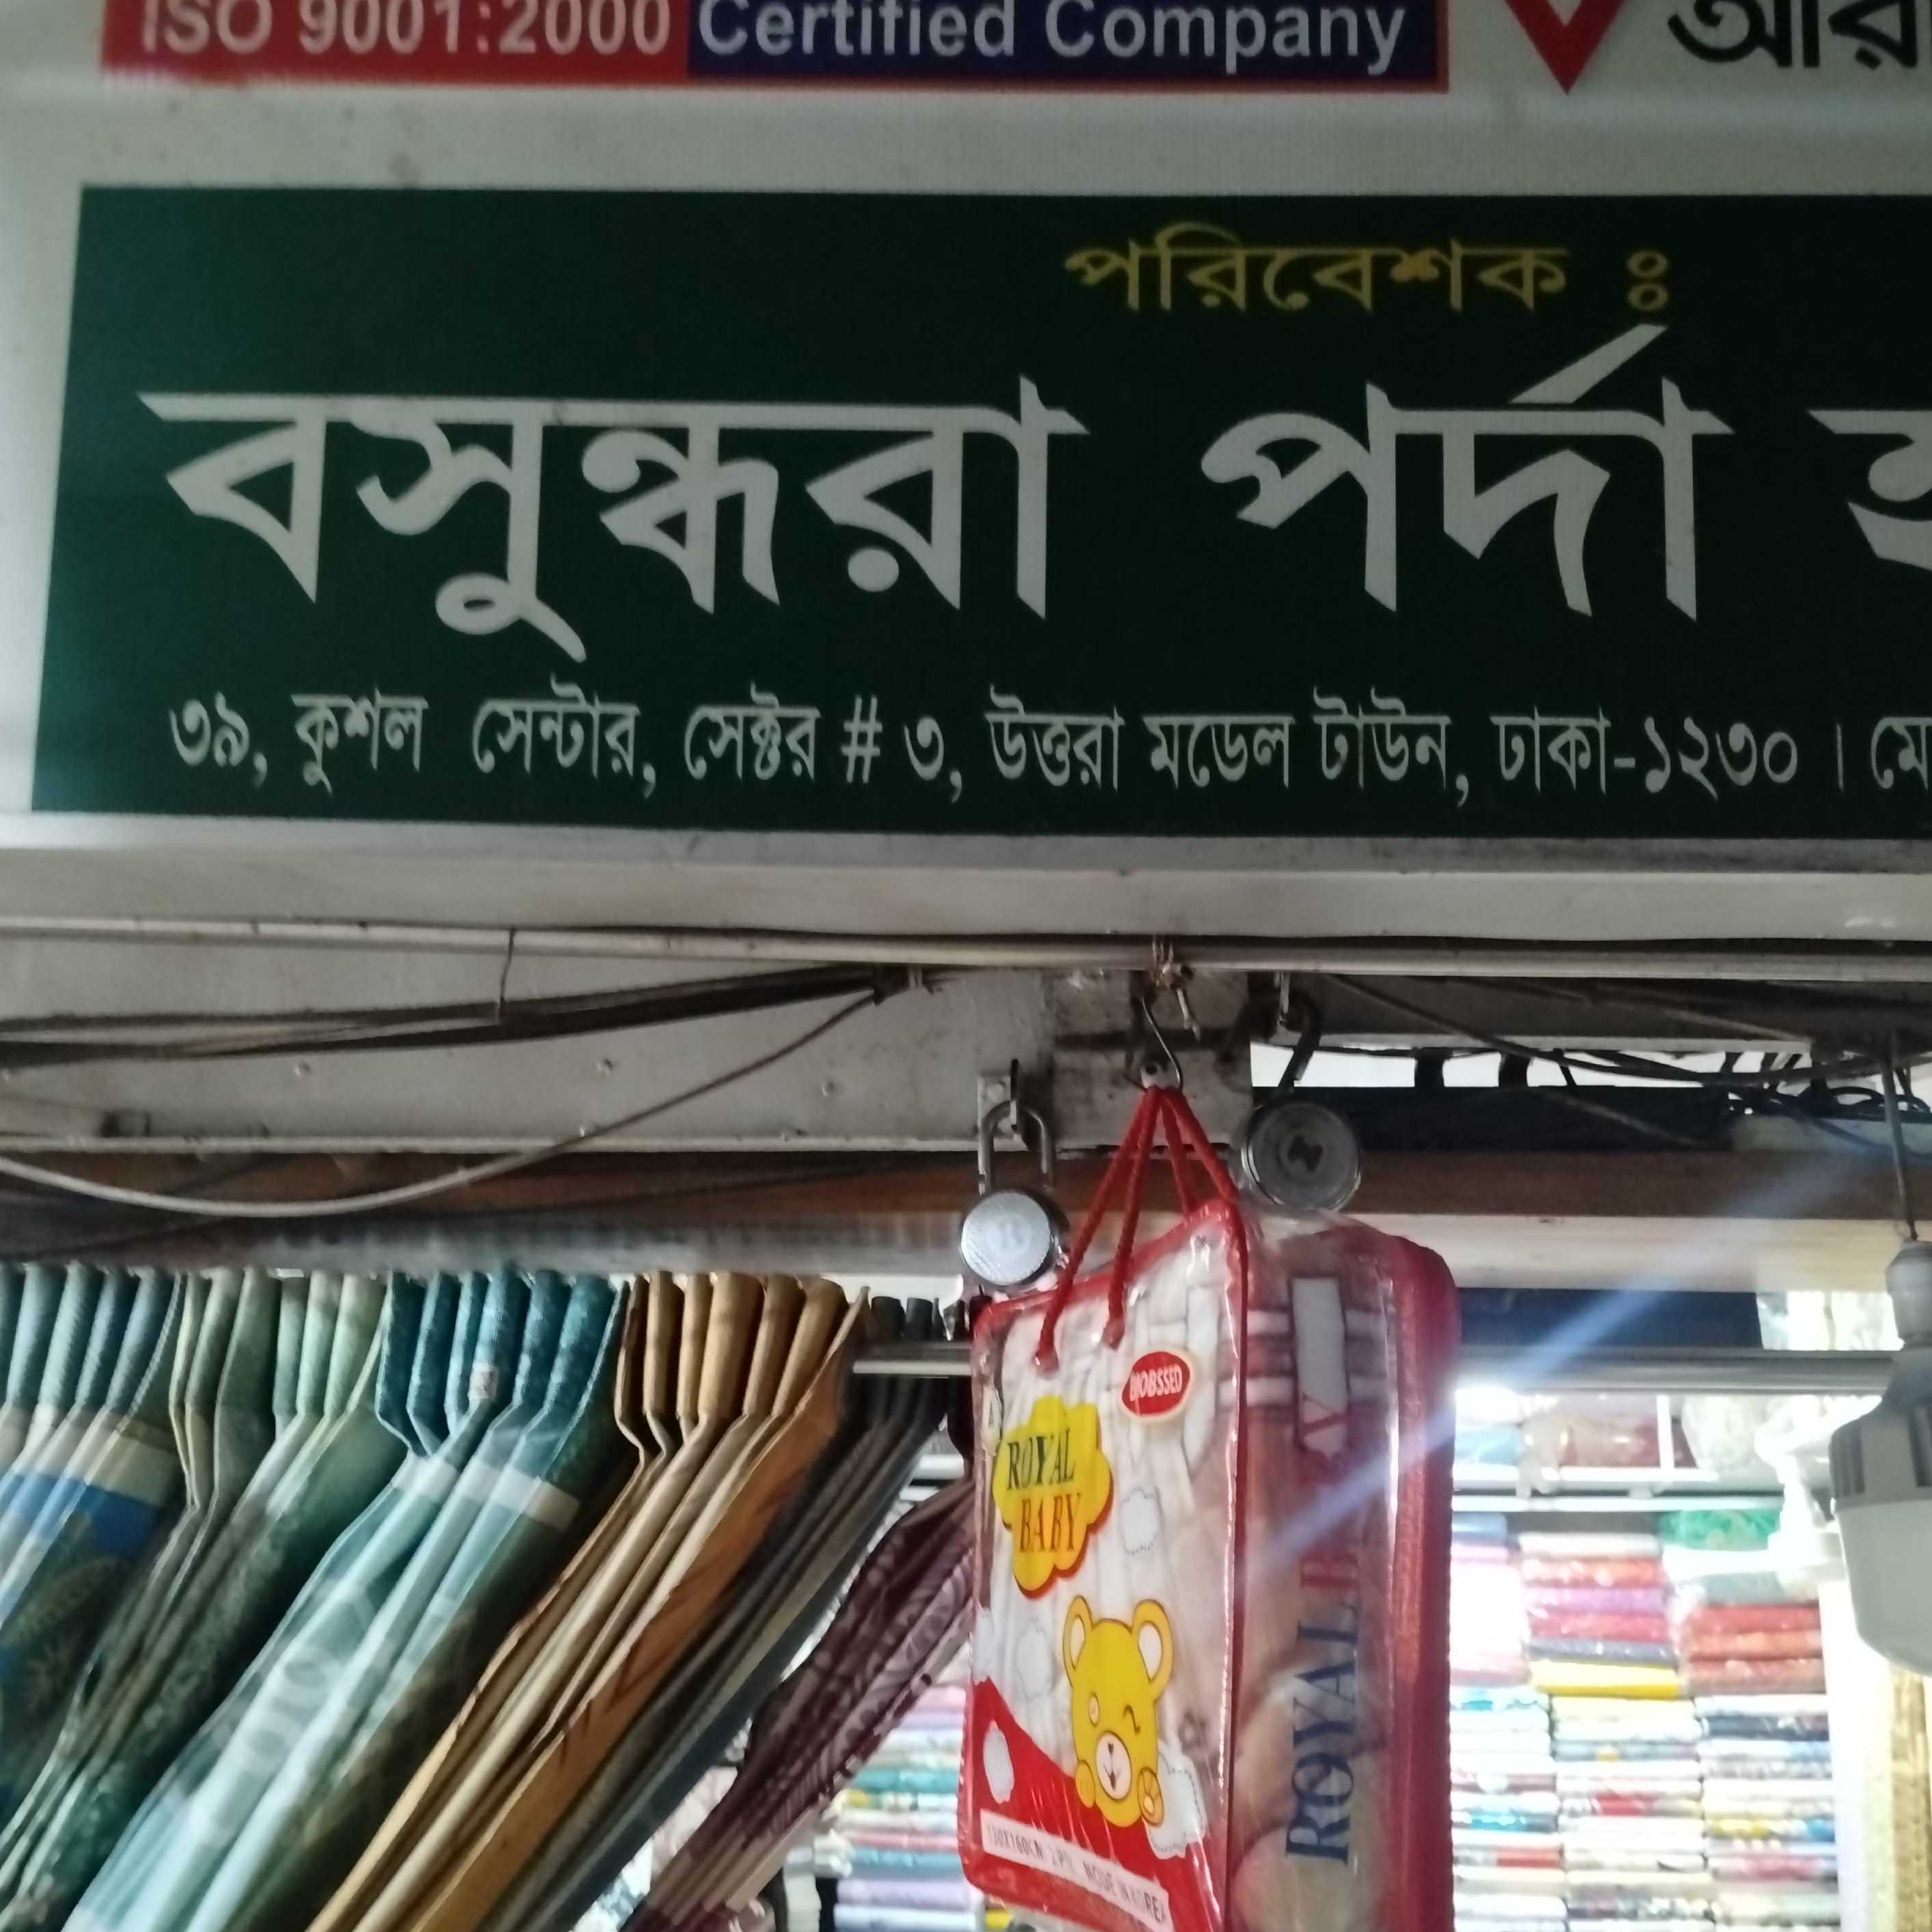 ISO 9001:2000 Certified Company
পরিবেশক ঃ
বসুন্ধরা পর্দা
৩৯, কুশল সেন্টার, সেক্টর # ৩, উত্তরা মডেল টাউন, ঢাকা-১২৩০ । মো
BIOBSSED
ROYAL
BABY
ROYAL